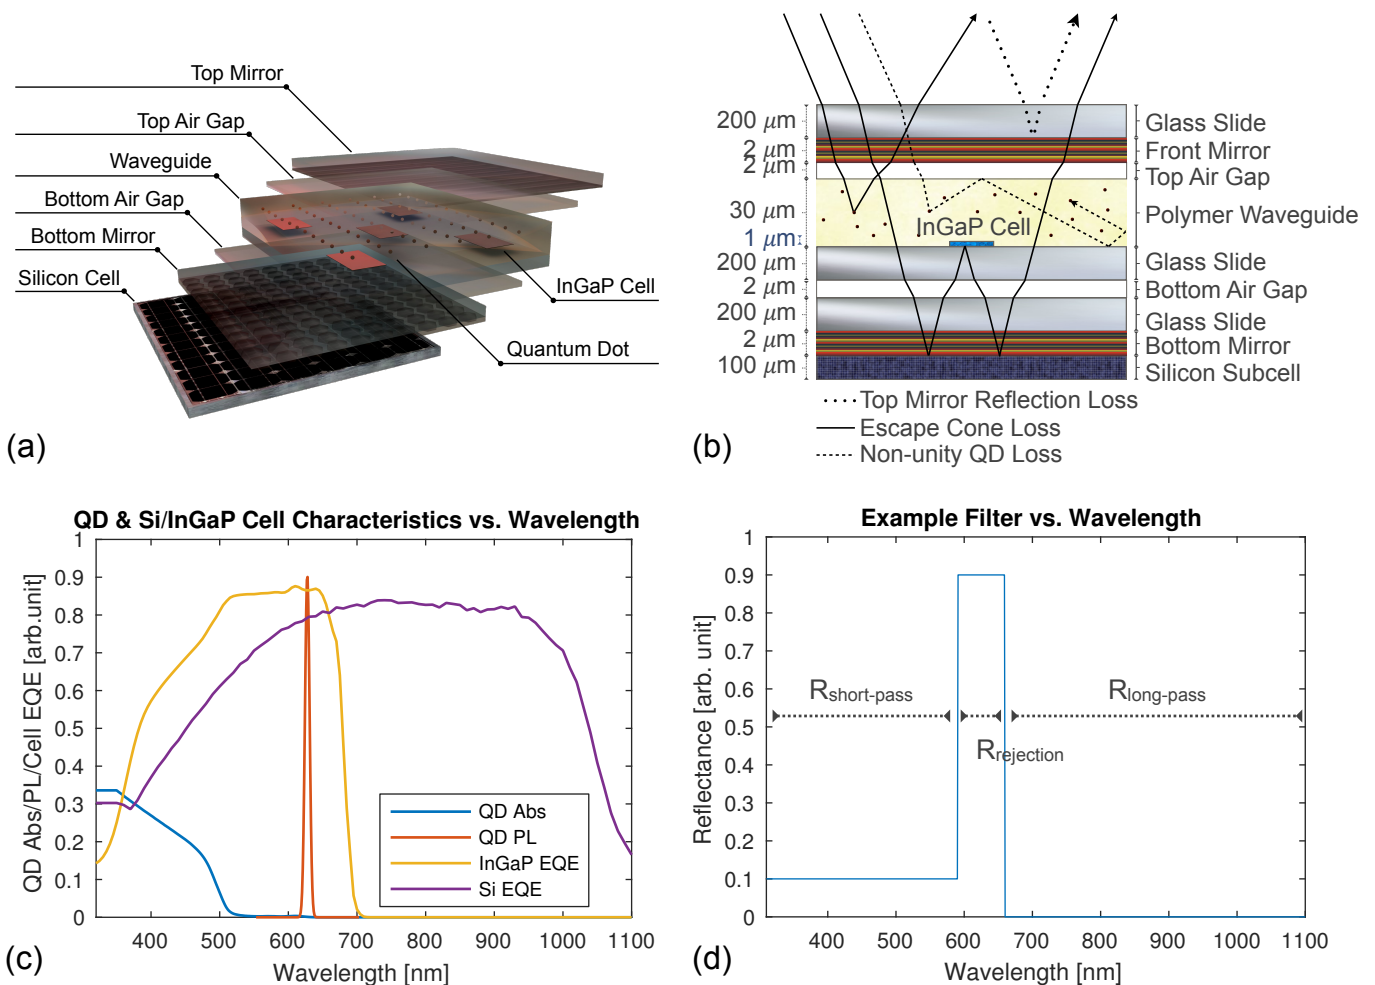 Top Mirror
Top Air Gap
Waveguide
Bottom Air Gap
Bottom Mirror
Silicon Cell
InGaP Cell
Quantum Dot
(a)
200 μm
2 μm
2 μm
30 μm
1 μm
200 μm
2 μm
200 μm
2 μm
100 μm
InGaP Cell
Glass Slide
Front Mirror
Top Air Gap
Polymer Waveguide
Glass Slide
Bottom Air Gap
Glass Slide
Bottom Mirror
Silicon Subcell
Top Mirror Reflection Loss
Escape Cone Loss
Non-unity QD Loss
(b)
QD & Si/InGaP Cell Characteristics vs. Wavelength
QD Abs/PL/Cell EQE [arb.unit]
1
0.9
0.8
0.7
0.6
0.5
0.4
0.3
0.2
0.1
0
QD Abs
QD PL
InGaP EQE
Si EQE
400 500 600 700 800 900 1000 1100
Wavelength [nm]
(c)
Example Filter vs. Wavelength
Reflectance [arb. unit]
1
0.9
0.8
0.7
0.6
0.5
0.4
0.3
0.2
0.1
0
Rshort-pass
Rrejection
Rlong-pass
400 500 600 700 800 900 1000 1100
Wavelength [nm]
(d)